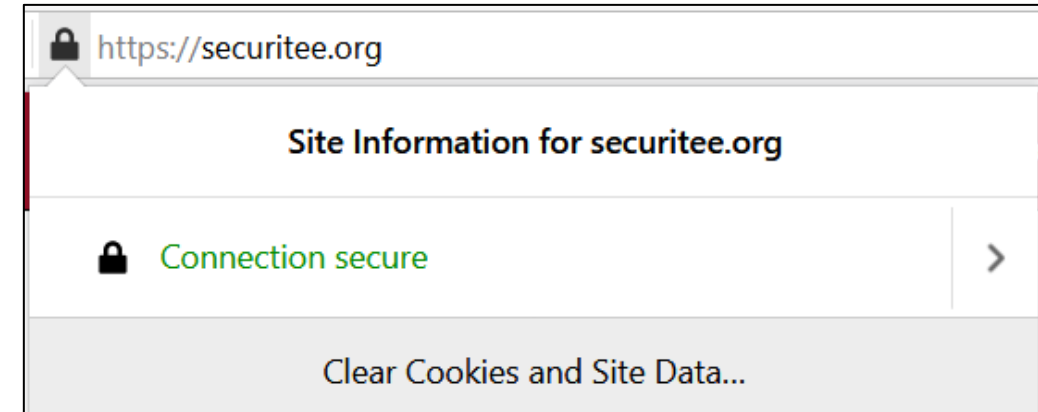 https://securitee.org
Site Information for securitee.org
Connection secure
Clear Cookies and Site Data...